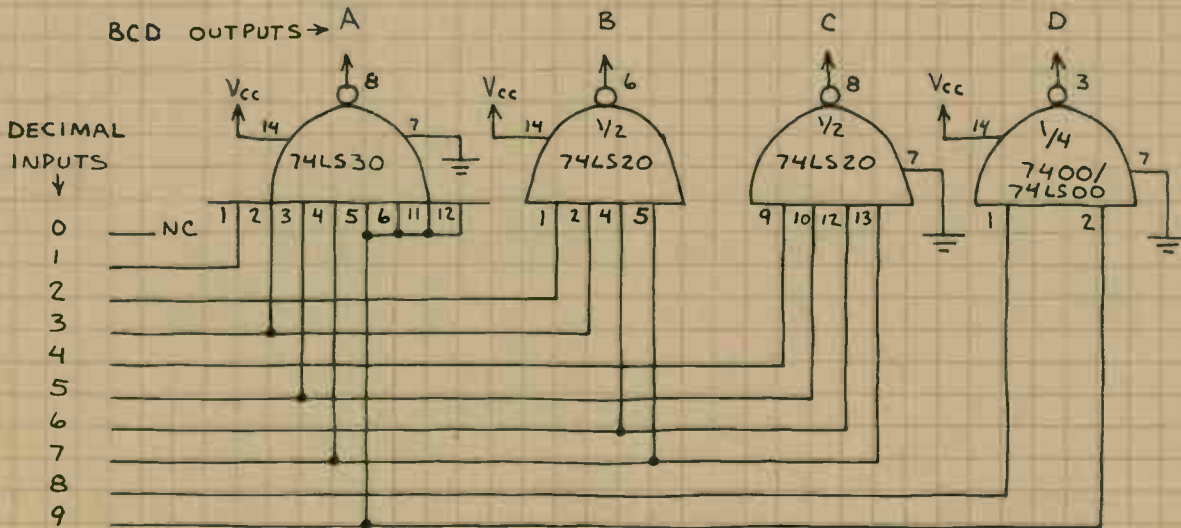 BCD OUTPUTS → A B C D
8 6 8 3
Vcc Vcc Vcc
14 7 14 1/2 1/2 14 1/4 7
DECIMAL
INPUTS
↓
74LS30 74LS20 74LS20 7 7400/
74LS00
1 2 3 4 5 6 11 12 1 2 4 5 9 10 12 13 1 2
0 NC
1
2
3
4
5
6
7
8
9